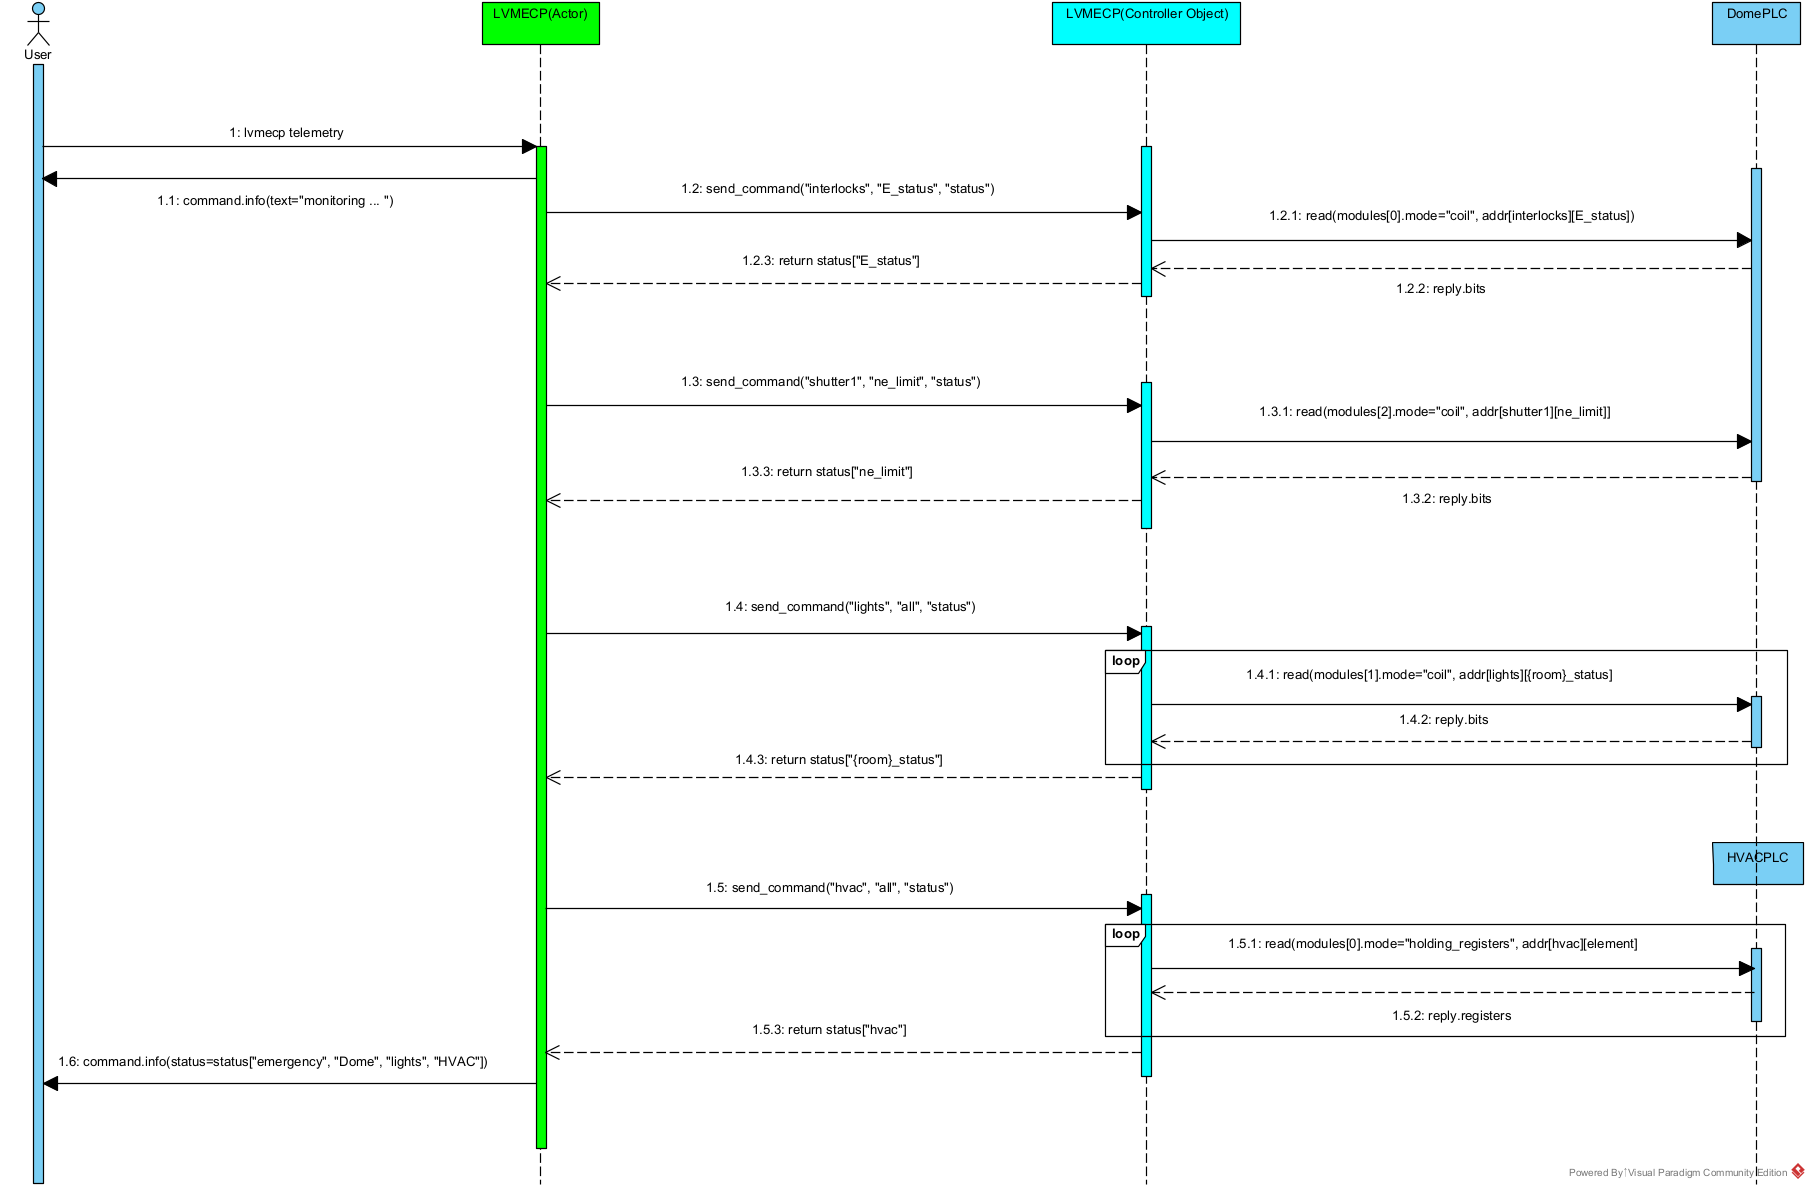 User
LVMECP(Actor)
LVMECP(Controller Object)
DomePLC
1: lvmecp telemetry
1.1: command.info(text="monitoring ... ")
1.2: send_command("interlocks", "E_status", "status")
1.2.1: read(modules[0].mode="coil", addr[interlocks][E_status])
1.2.3: return status["E_status"]
1.2.2: reply.bits
1.3: send_command("shutter1", "ne_limit", "status")
1.3.1: read(modules[2].mode="coil", addr[shutter1][ne_limit]]
1.3.3: return status["ne_limit"]
1.3.2: reply.bits
1.4: send_command("lights", "all", "status")
loop
1.4.1: read(modules[1].mode="coil", addr[lights][{room}_status]
1.4.2: reply.bits
1.4.3: return status["{room}_status"]
HVACPLC
1.5: send_command("hvac", "all", "status")
loop
1.5.1: read(modules[0].mode="holding_registers", addr[hvac][element]
1.5.2: reply.registers
1.5.3: return status["hvac"]
1.6: command.info(status=status["emergency", "Dome", "lights", "HVAC"])
Powered By Visual Paradigm Community Edition